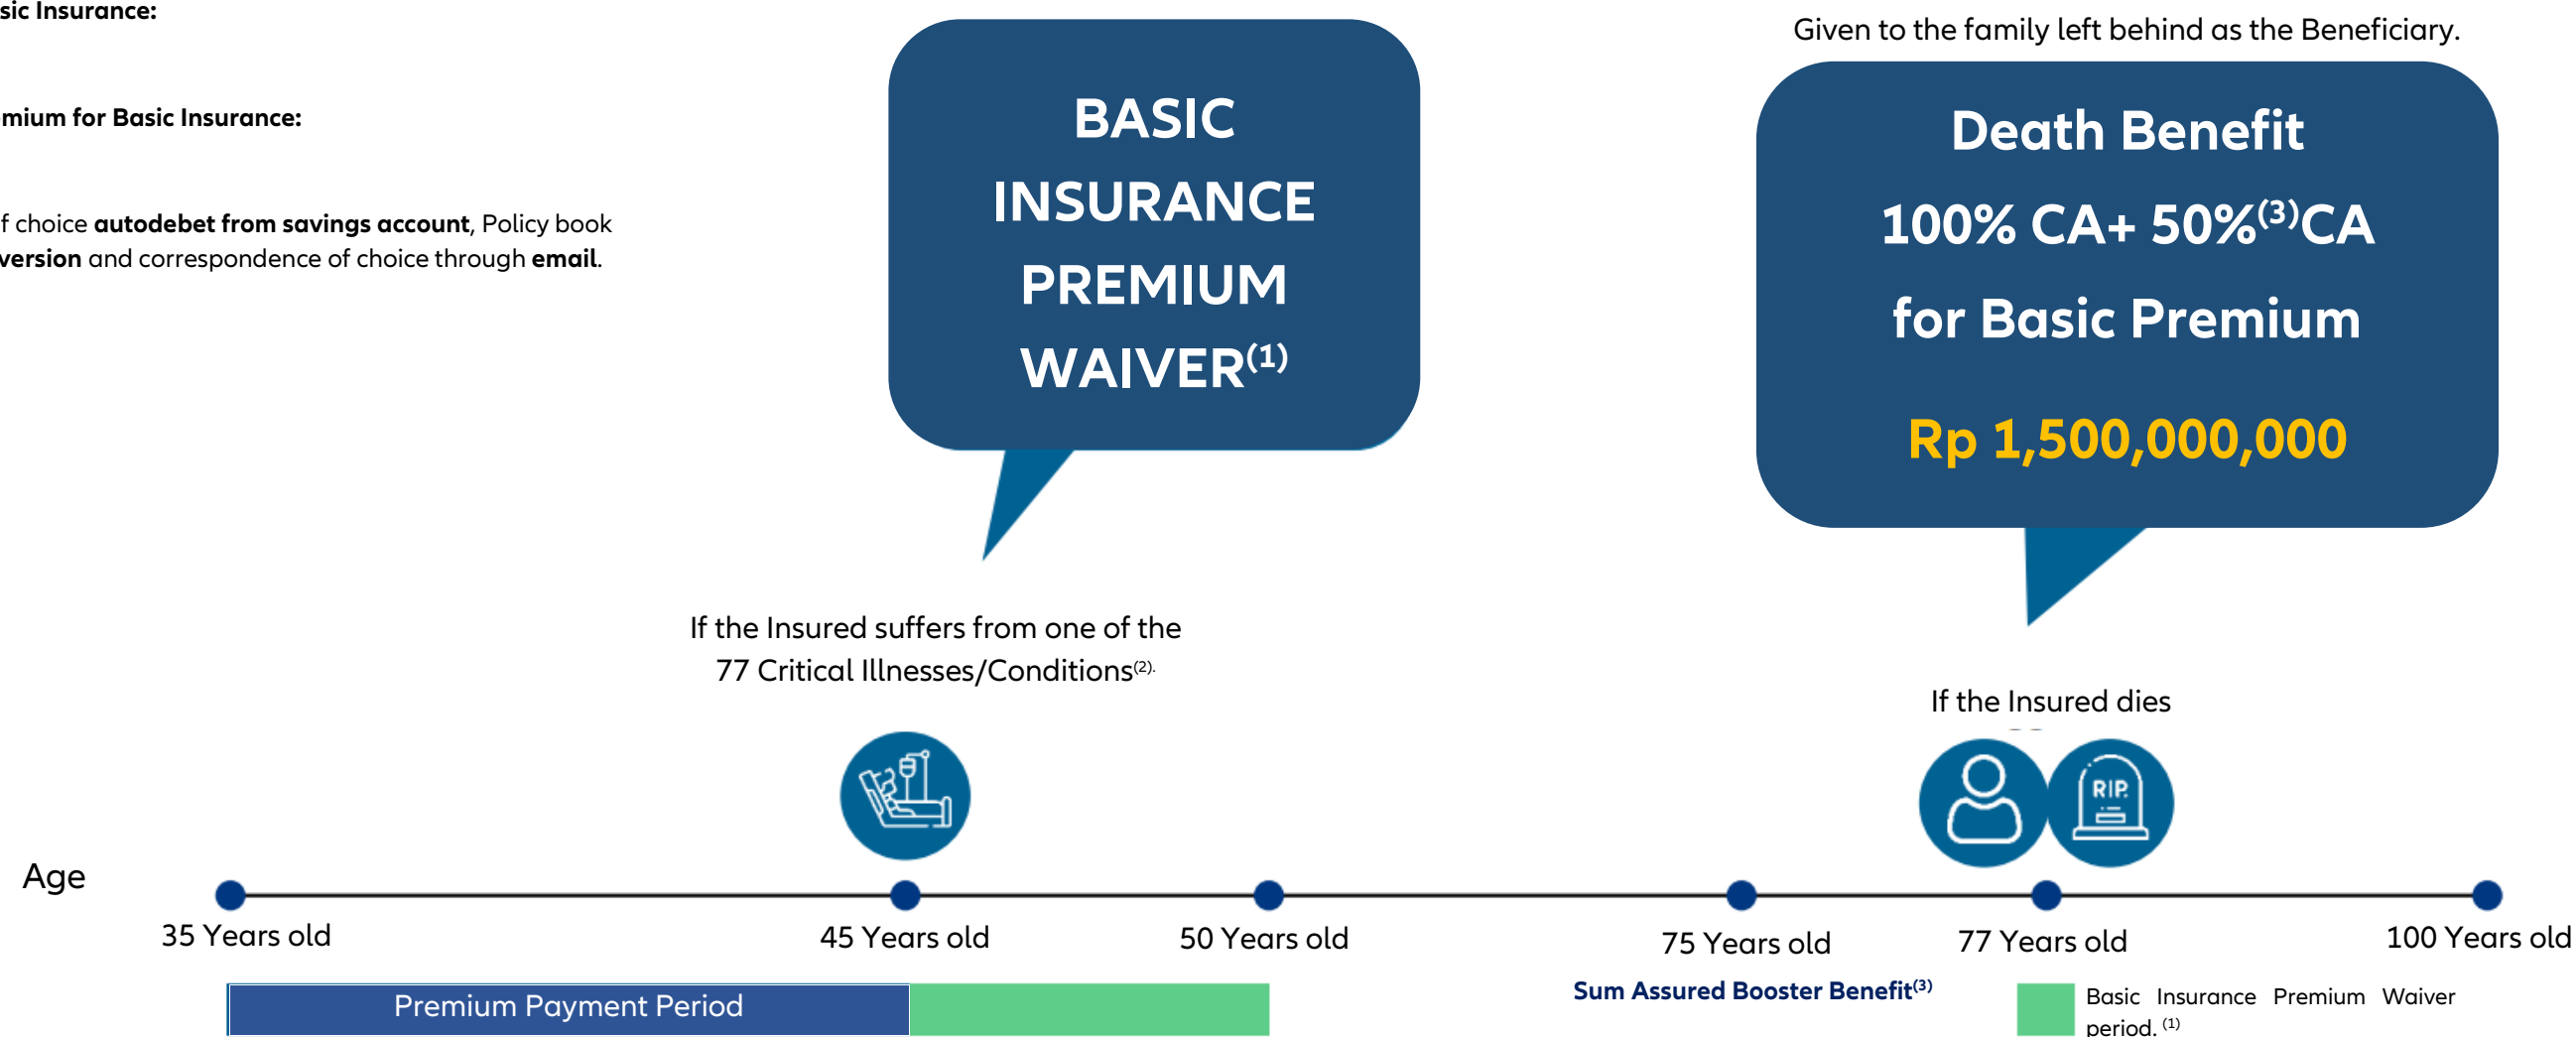 sic Insurance:
mium for Basic Insurance:
f choice autodebet from savings account, Policy book
version and correspondence of choice through email.
BASIC
INSURANCE
PREMIUM
WAIVER(1)
Given to the family left behind as the Beneficiary.
Death Benefit
100% CA+ 50%(3)CA
for Basic Premium
Rp 1,500,000,000
If the Insured suffers from one of the
77 Critical Illnesses/Conditions(2).
If the Insured dies
RIP.
Age
35 Years old
45 Years old
50 Years old
75 Years old
77 Years old
100 Years old
Premium Payment Period
Sum Assured Booster Benefit(3)
Basic Insurance Premium Waiver
period. (1)